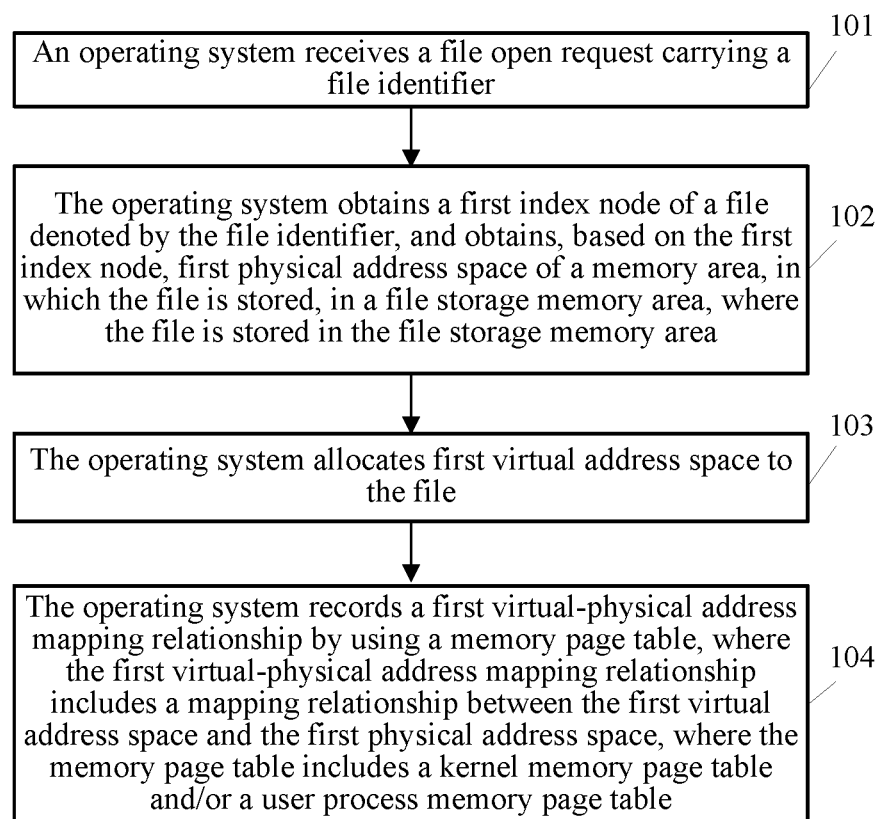 101
An operating system receives a file open request carrying a
file identifier
102
The operating system obtains a first index node of a file
denoted by the file identifier, and obtains, based on the first
index node, first physical address space of a memory area, in
which the file is stored, in a file storage memory area, where
the file is stored in the file storage memory area
103
The operating system allocates first virtual address space to
the file
104
The operating system records a first virtual-physical address
mapping relationship by using a memory page table, where
the first virtual-physical address mapping relationship
includes a mapping relationship between the first virtual
address space and the first physical address space, where the
memory page table includes a kernel memory page table
and/or a user process memory page table